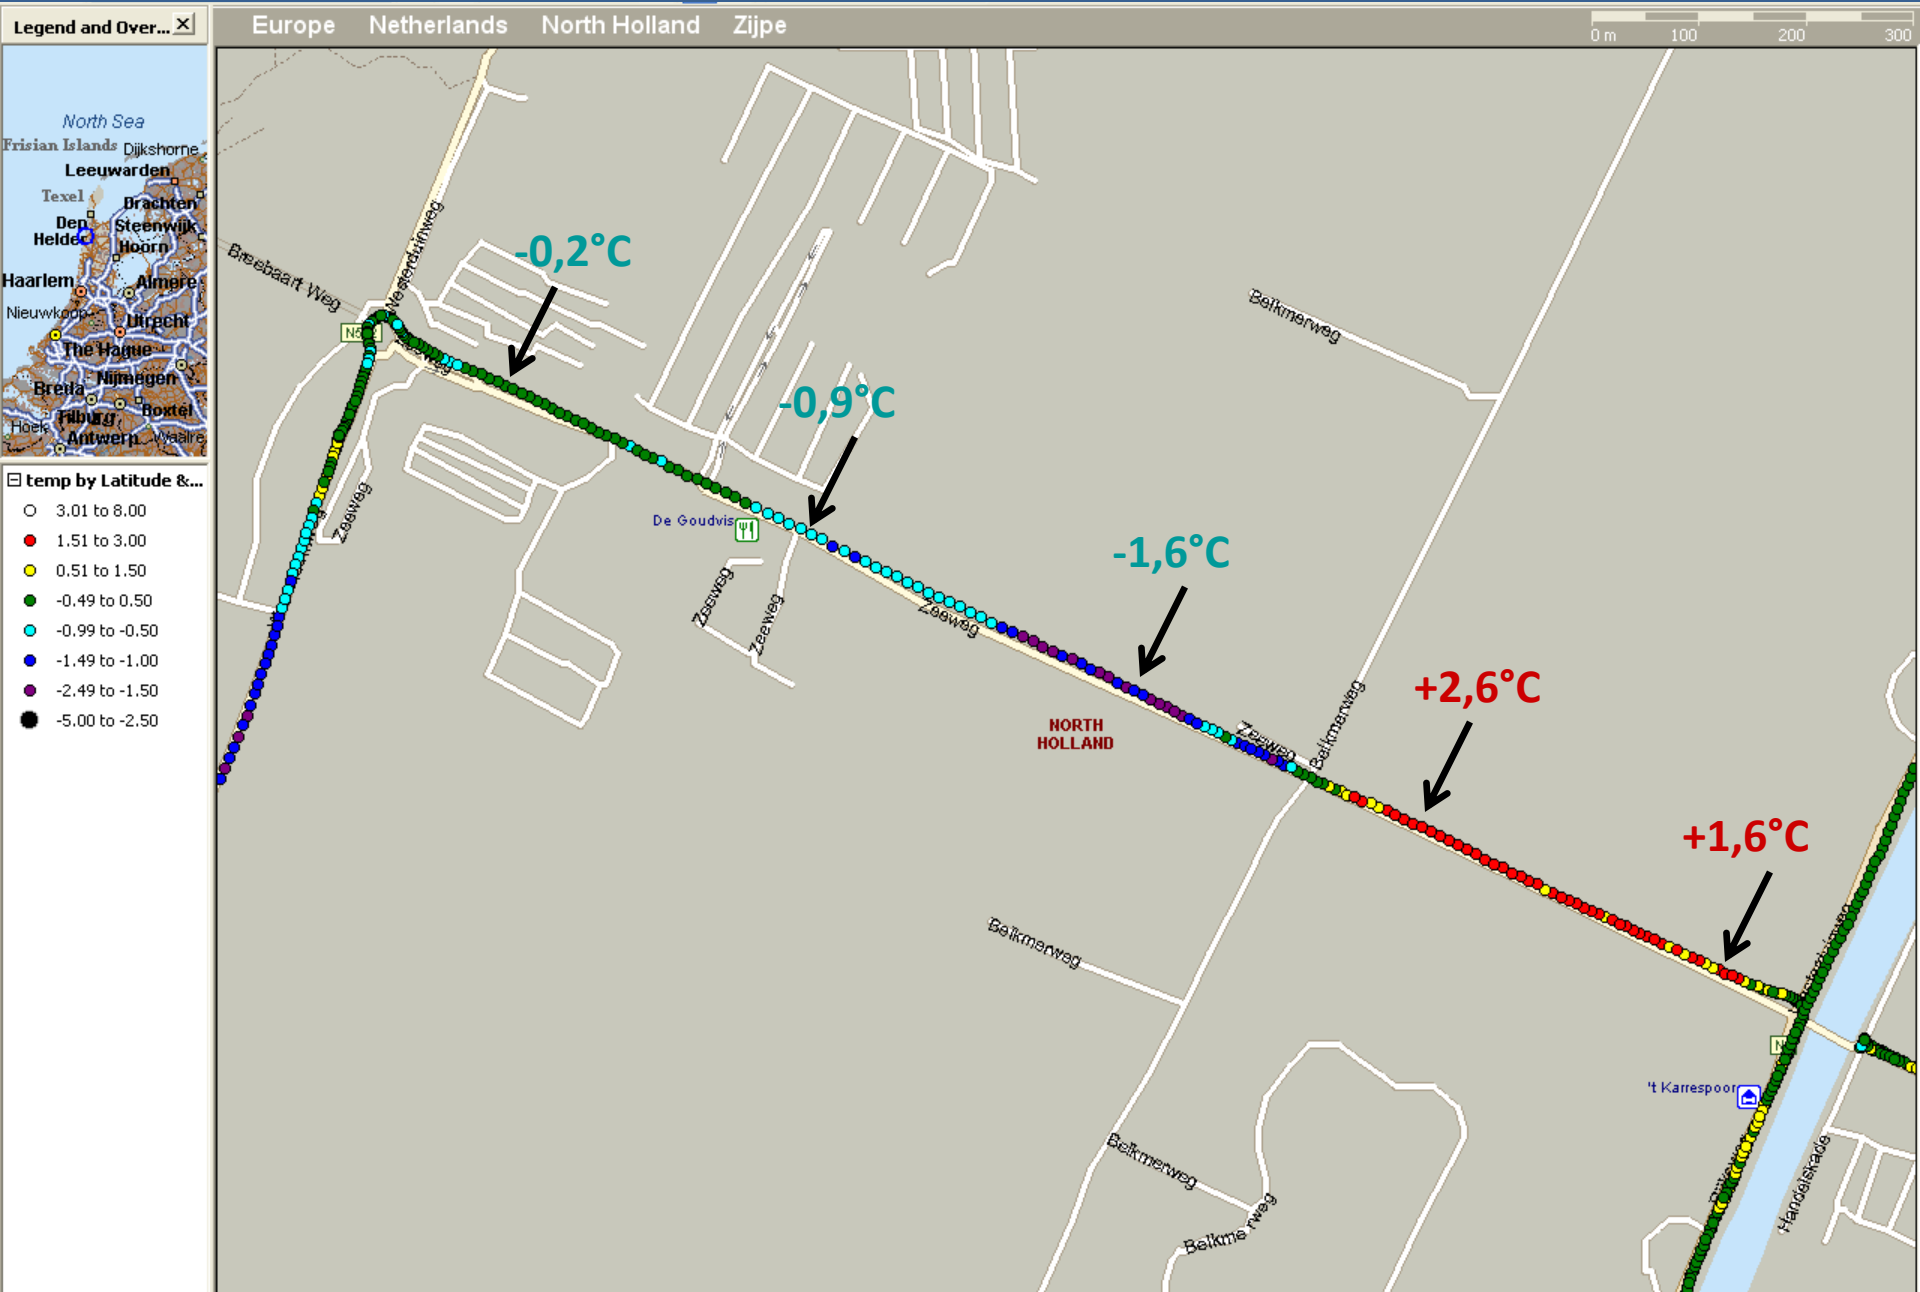 Legend and Over...
Europe Netherlands North Holland Zijpe
0 m 100 200 300
North Sea
Frisian Islands Dijkshorne
Leeuwarden
Texel
Drachten
Den Helder
Steenwijk
Hoorn
Haarlem
Almere
Nieuwkoop
Utrecht
The Hague
Nijmegen
Breda
Boxtel
Tilburg
Hoek
Antwerp
Waalre
temp by Latitude &...
3.01 to 8.00
1.51 to 3.00
0.51 to 1.50
-0.49 to 0.50
-0.99 to -0.50
-1.49 to -1.00
-2.49 to -1.50
-5.00 to -2.50
Breebaart Weg
Westerduinweg
-0,2°C
-0,9°C
-1,6°C
+2,6°C
+1,6°C
Belkmerweg
Zeeweg
De Goudvis
Zeeweg
Zeeweg
Zeeweg
Zeeweg
Belkmerweg
NORTH
HOLLAND
Belkmerweg
't Karrespoor
Belkmerweg
Belkmerweg
Handelskade